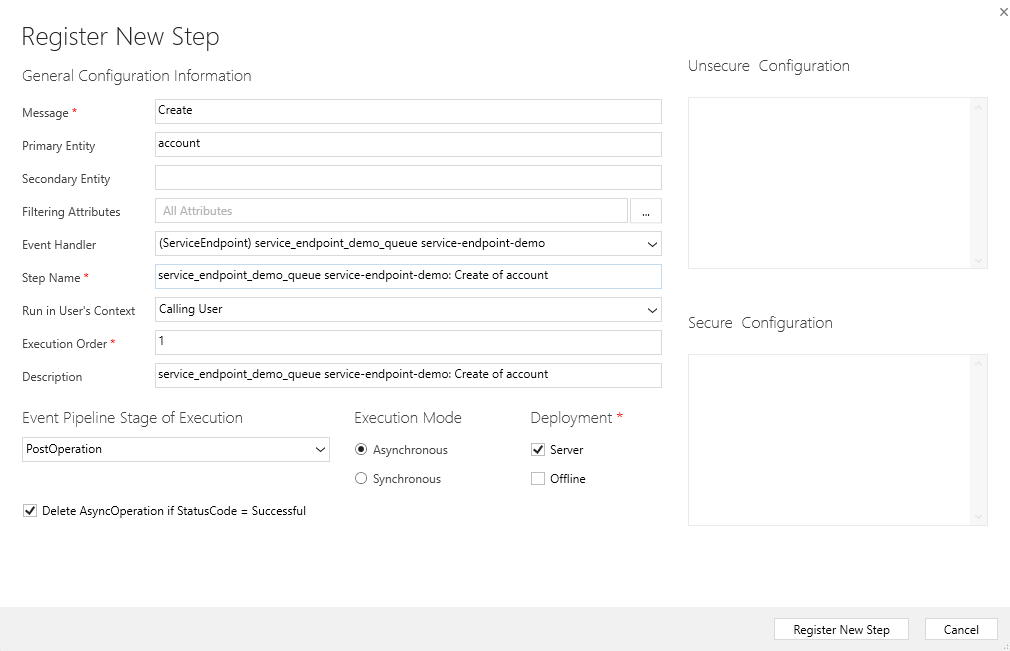 Register New Step
General Configuration Information
Message *
Create
Primary Entity
account
Secondary Entity
Filtering Attributes
All Attributes
...
Event Handler
(ServiceEndpoint) service_endpoint_demo_queue service-endpoint-demo
Step Name *
service_endpoint_demo_queue service-endpoint-demo: Create of account
Run in User's Context
Calling User
Execution Order *
1
Description
service_endpoint_demo_queue service-endpoint-demo: Create of account
Event Pipeline Stage of Execution
PostOperation
Execution Mode
Asynchronous
Synchronous
Deployment *
Server
Offline
Delete AsyncOperation if StatusCode = Successful
Unsecure Configuration
Secure Configuration
Register New Step
Cancel